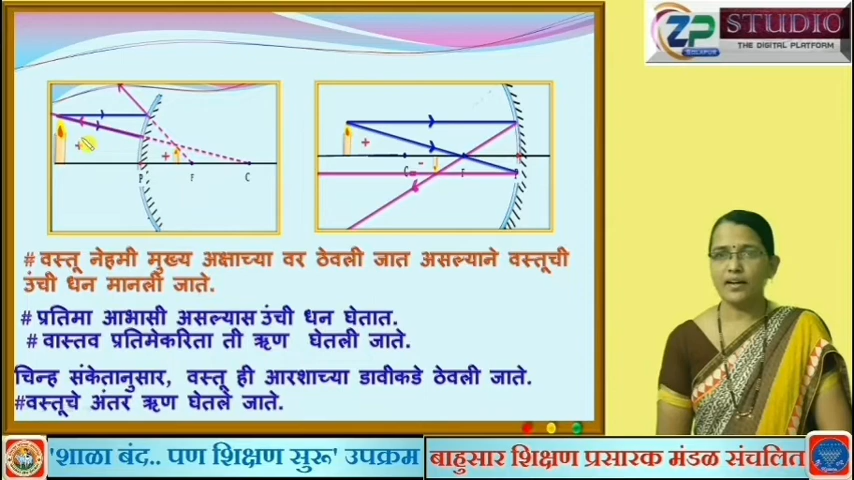 ZP STUDIO
SOLAPUR
THE DIGITAL PLATFORM
+
+
P F C
+
-
C F P
# वस्तू नेहमी मुख्य अक्षाच्या वर ठेवली जात असल्याने वस्तूची
उंची धन मानली जाते.
# प्रतिमा आभासी असल्यास उंची धन घेतात.
# वास्तव प्रतिमेकरिता ती ऋण घेतली जाते.
चिन्ह संकेतानुसार, वस्तू ही आरशाच्या डावीकडे ठेवली जाते.
#वस्तूचे अंतर ऋण घेतले जाते.
'शाळा बंद.. पण शिक्षण सुरू' उपक्रम
बाहुसार शिक्षण प्रसारक मंडळ संचलित